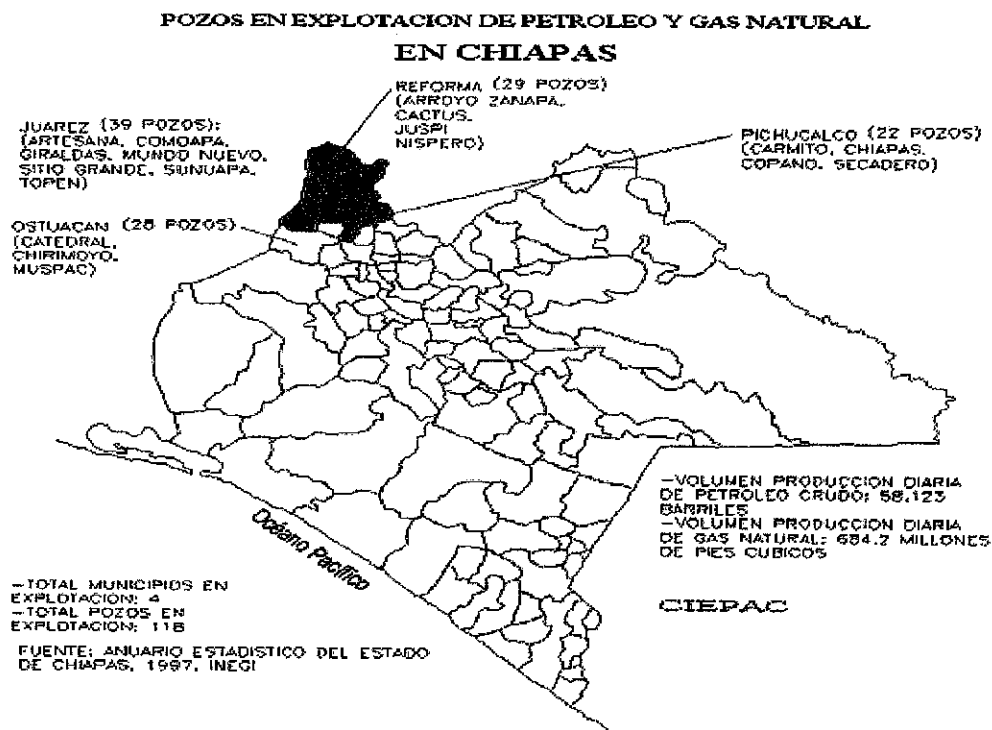 POZOS EN EXPLOTACION DE PETROLEO Y GAS NATURAL
EN CHIAPAS
REFORMA (29 POZOS)
(ARROYO ZANAPA,
CACTUS,
JUSPI
NISPERO)
JUAREZ (39 POZOS):
(ARTESANA, COMOAPA,
GIRALDAS, MUNDO NUEVO,
SITIO GRANDE, SUNUAPA,
TOPEN)
PICHUCALCO (22 POZOS)
(CARMITO, CHIAPAS,
COPANO, SECADERO)
OSTUACAN (28 POZOS)
(CATEDRAL,
CHIRIMOYO,
MUSPAC)
Océano Pacífico
-VOLUMEN PRODUCCION DIARIA
DE PETROLEO CRUDO: 58,123
BARRILES
-VOLUMEN PRODUCCION DIARIA
DE GAS NATURAL: 684.2 MILLONES
DE PIES CUBICOS
CIEPAC
-TOTAL MUNICIPIOS EN
EXPLOTACION: 4
-TOTAL POZOS EN
EXPLOTACION: 118
FUENTE: ANUARIO ESTADISTICO DEL ESTADO
DE CHIAPAS, 1997, INEGI